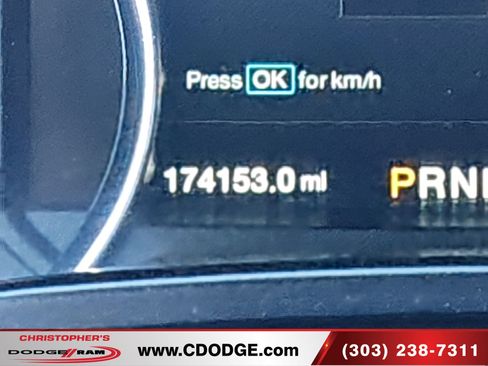 Press OK for km/h
174153.0 mi
PRN
CHRISTOPHER'S
DODGE RAM
www.CDODGE.com
(303) 238-7311